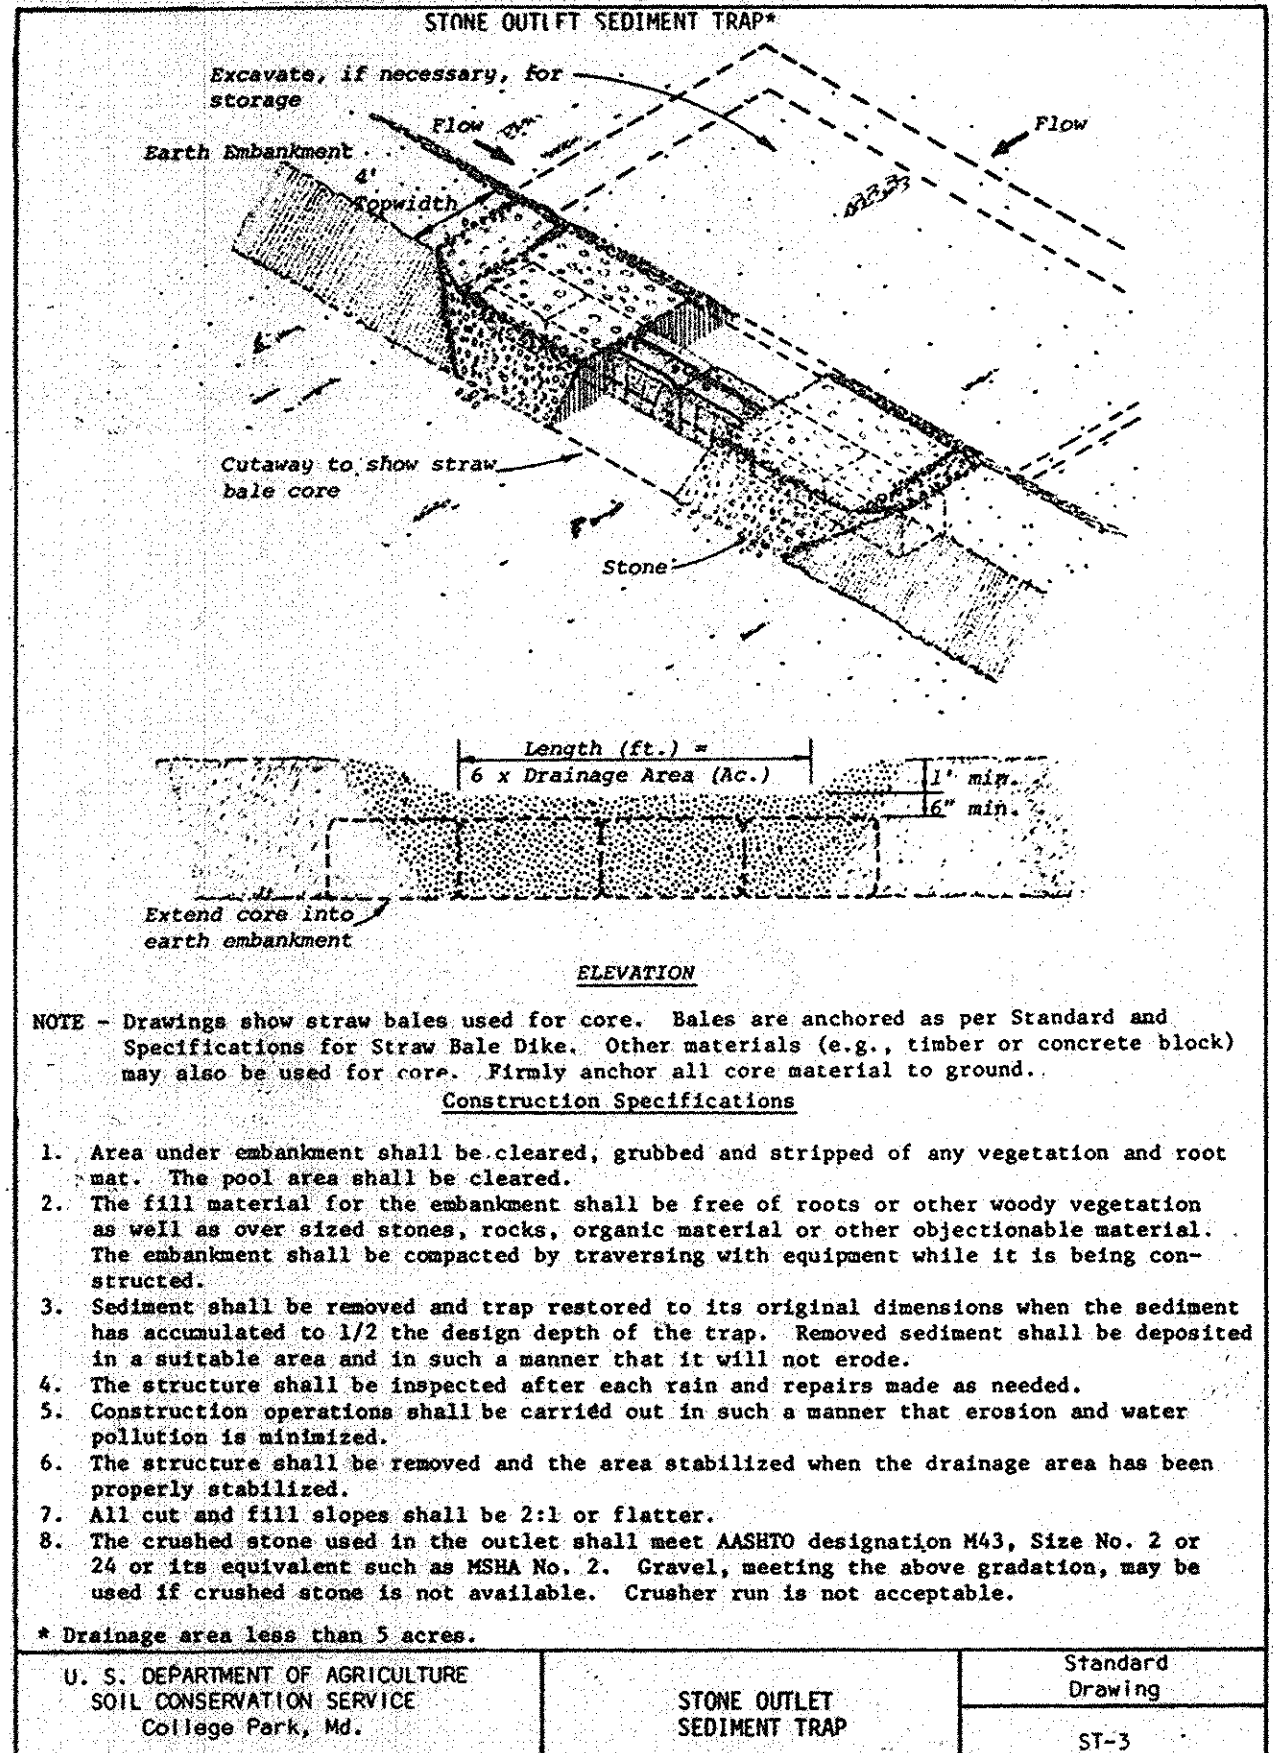 STONE OUTLET SEDIMENT TRAP*
Excavate, if necessary, for
storage
Flow
Flow
Earth Embankment
4'
Topwidth
Cutaway to show straw
bale core
Stone
Length (ft.) =
6 x Drainage Area (Ac.)
1' min.
6" min.
Extend core into
earth embankment
ELEVATION
NOTE - Drawings show straw bales used for core. Bales are anchored as per Standard and
Specifications for Straw Bale Dike. Other materials (e.g., timber or concrete block)
may also be used for core. Firmly anchor all core material to ground.
Construction Specifications
1. Area under embankment shall be cleared, grubbed and stripped of any vegetation and root
mat. The pool area shall be cleared.
2. The fill material for the embankment shall be free of roots or other woody vegetation
as well as over sized stones, rocks, organic material or other objectionable material.
The embankment shall be compacted by traversing with equipment while it is being con-
structed.
3. Sediment shall be removed and trap restored to its original dimensions when the sediment
has accumulated to 1/2 the design depth of the trap. Removed sediment shall be deposited
in a suitable area and in such a manner that it will not erode.
4. The structure shall be inspected after each rain and repairs made as needed.
5. Construction operations shall be carried out in such a manner that erosion and water
pollution is minimized.
6. The structure shall be removed and the area stabilized when the drainage area has been
properly stabilized.
7. All cut and fill slopes shall be 2:1 or flatter.
8. The crushed stone used in the outlet shall meet AASHTO designation M43, Size No. 2 or
24 or its equivalent such as MSHA No. 2. Gravel, meeting the above gradation, may be
used if crushed stone is not available. Crusher run is not acceptable.
* Drainage area less than 5 acres.
U. S. DEPARTMENT OF AGRICULTURE
SOIL CONSERVATION SERVICE
College Park, Md.
STONE OUTLET
SEDIMENT TRAP
Standard
Drawing
ST-3